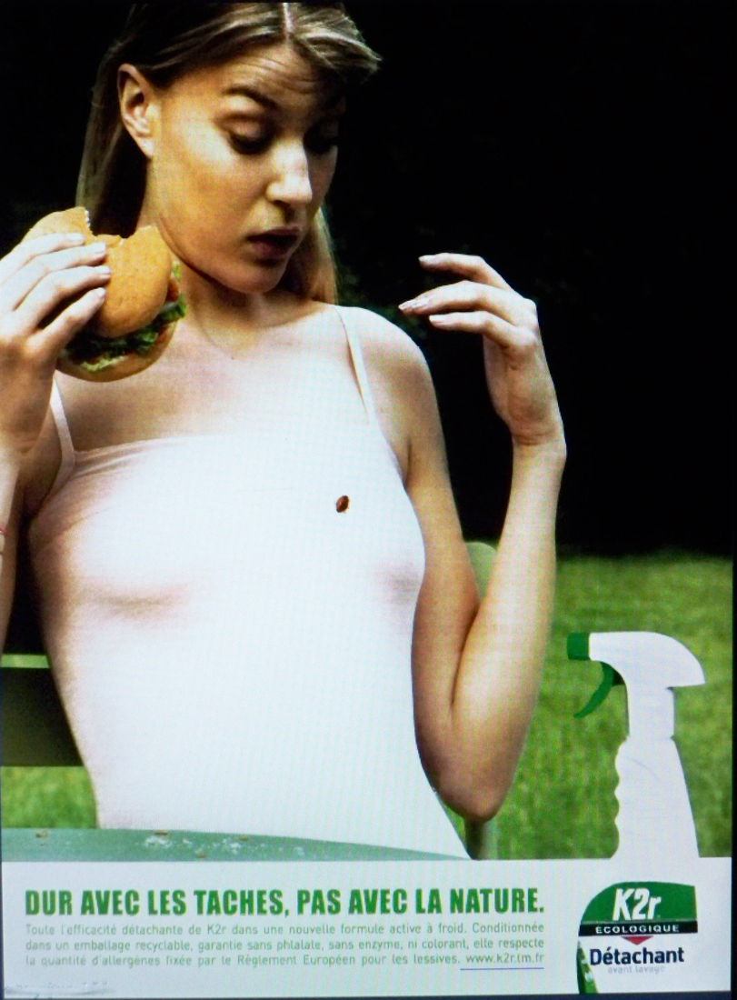 DUR AVEC LES TACHES, PAS AVEC LA NATURE.
Toute l'efficacité détachante de K2r dans une nouvelle formule active à froid. Conditionnée
dans un emballage recyclable, garantie sans phtalate, sans enzyme, ni colorant, elle respecte
la quantité d'allergènes fixée par le Règlement Européen pour les lessives. www.k2r.tm.fr
K2r
ECOLOGIQUE
Détachant
avant lavage